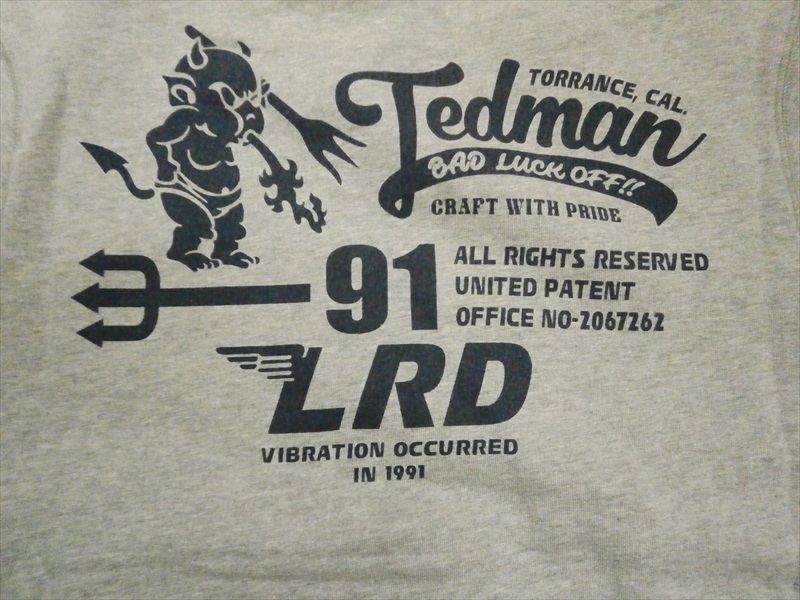 TORRANCE, CAL.
Tedman
BAD LUCK OFF!!
CRAFT WITH PRIDE
91
ALL RIGHTS RESERVED
UNITED PATENT
OFFICE NO-2067262
LRD
VIBRATION OCCURRED
IN 1991